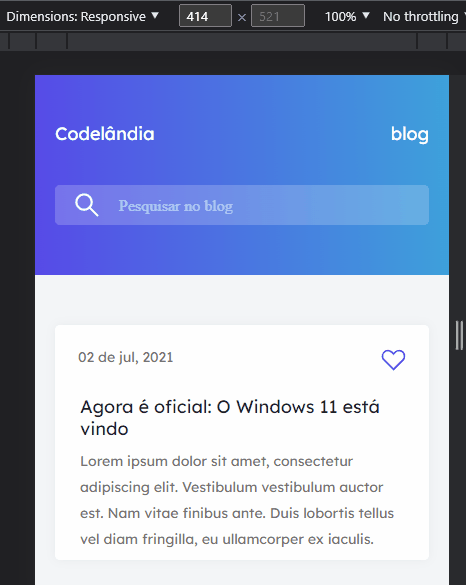 Dimensions: Responsive ▼ 414 × 521 100% ▼ No throttling
Codelândia blog
Pesquisar no blog
02 de jul, 2021
Agora é oficial: O Windows 11 está
vindo
Lorem ipsum dolor sit amet, consectetur
adipiscing elit. Vestibulum vestibulum auctor
est. Nam vitae finibus ante. Duis lobortis tellus
vel diam fringilla, eu ullamcorper ex iaculis.